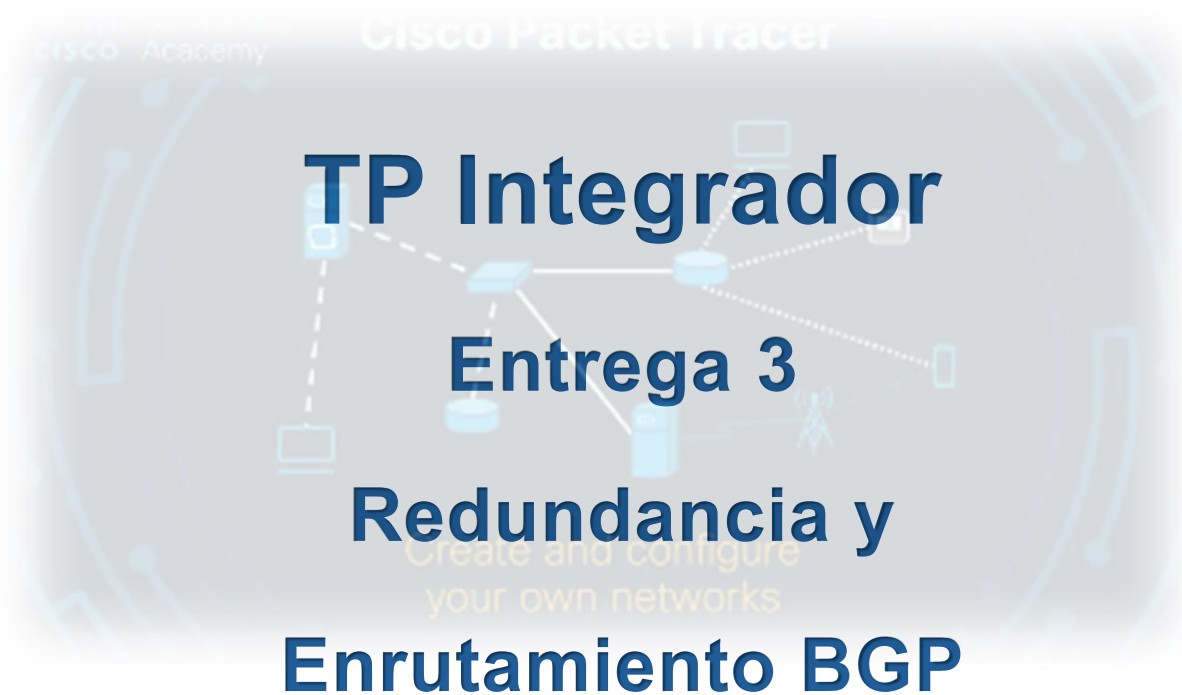 Cisco Packet Tracer
CISCO Academy
TP Integrador
Entrega 3
Redundancia y
Create and configure
your own networks
Enrutamiento BGP